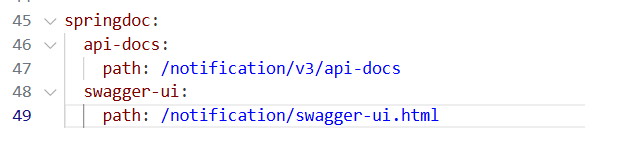 45 springdoc:
46 api-docs:
47 path: /notification/v3/api-docs
48 swagger-ui:
49 path: /notification/swagger-ui.html